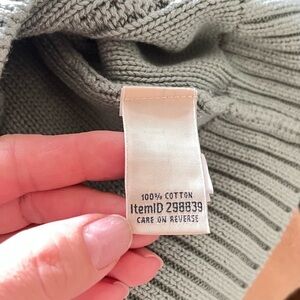 100% COTTON
ItemID 298839
CARE ON REVERSE